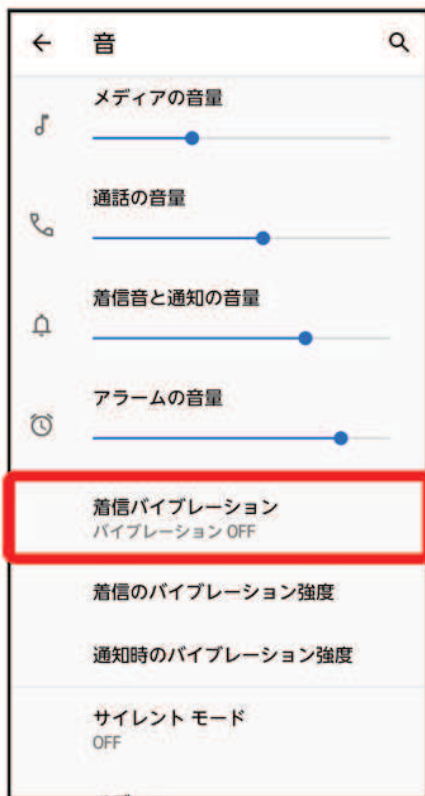 音
メディアの音量
通話の音量
着信音と通知の音量
アラームの音量
着信バイブレーション
バイブレーション OFF
着信のバイブレーション強度
通知時のバイブレーション強度
サイレント モード
OFF